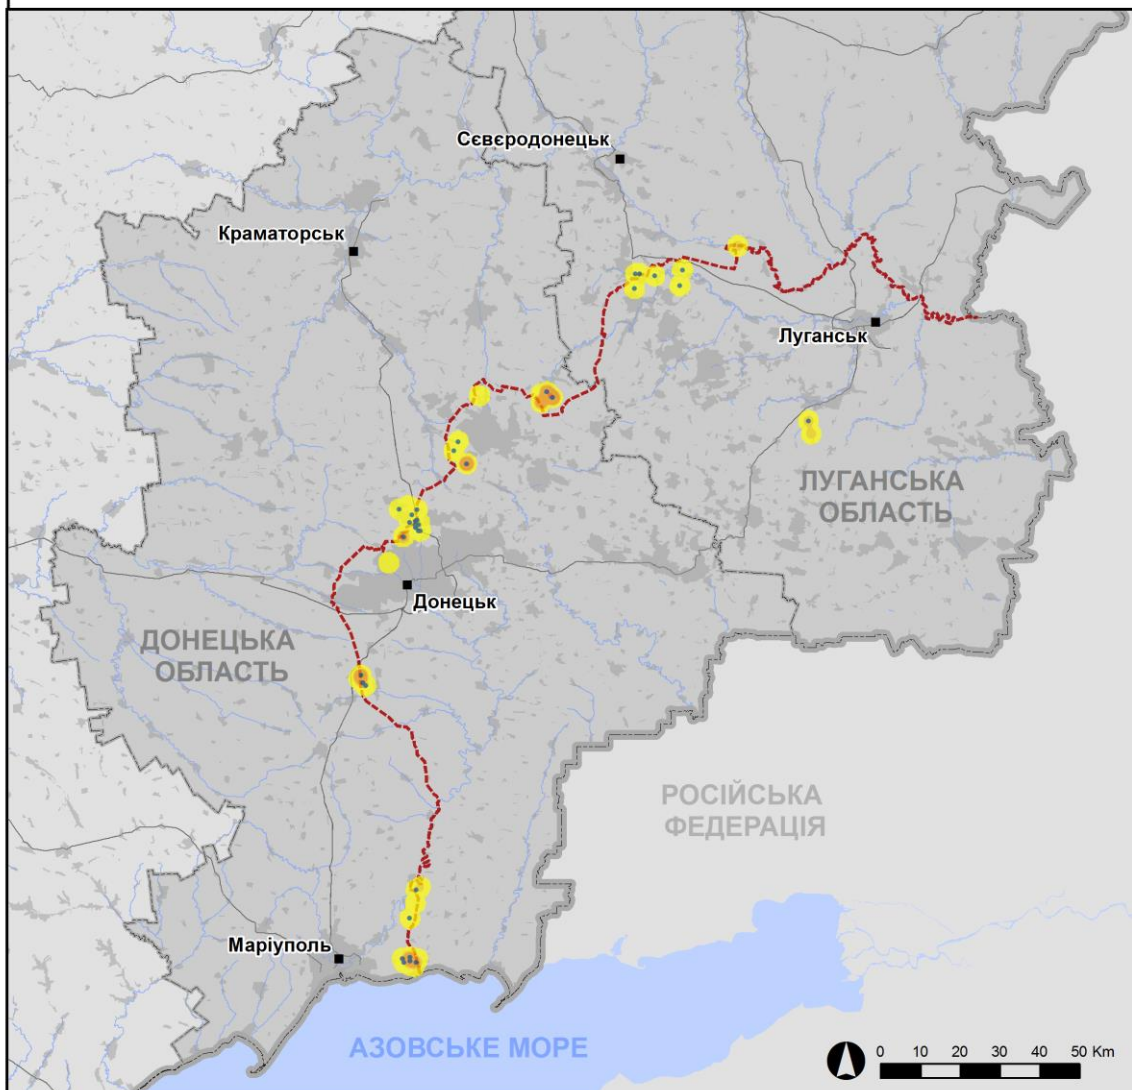 Сєвєродонецьк
Краматорськ
Луганськ
ЛУГАНСЬКА
ОБЛАСТЬ
Донецьк
ДОНЕЦЬКА
ОБЛАСТЬ
РОСІЙСЬКА
ФЕДЕРАЦІЯ
Маріуполь
АЗОВСЬКЕ МОРЕ
0 10 20 30 40 50 Km